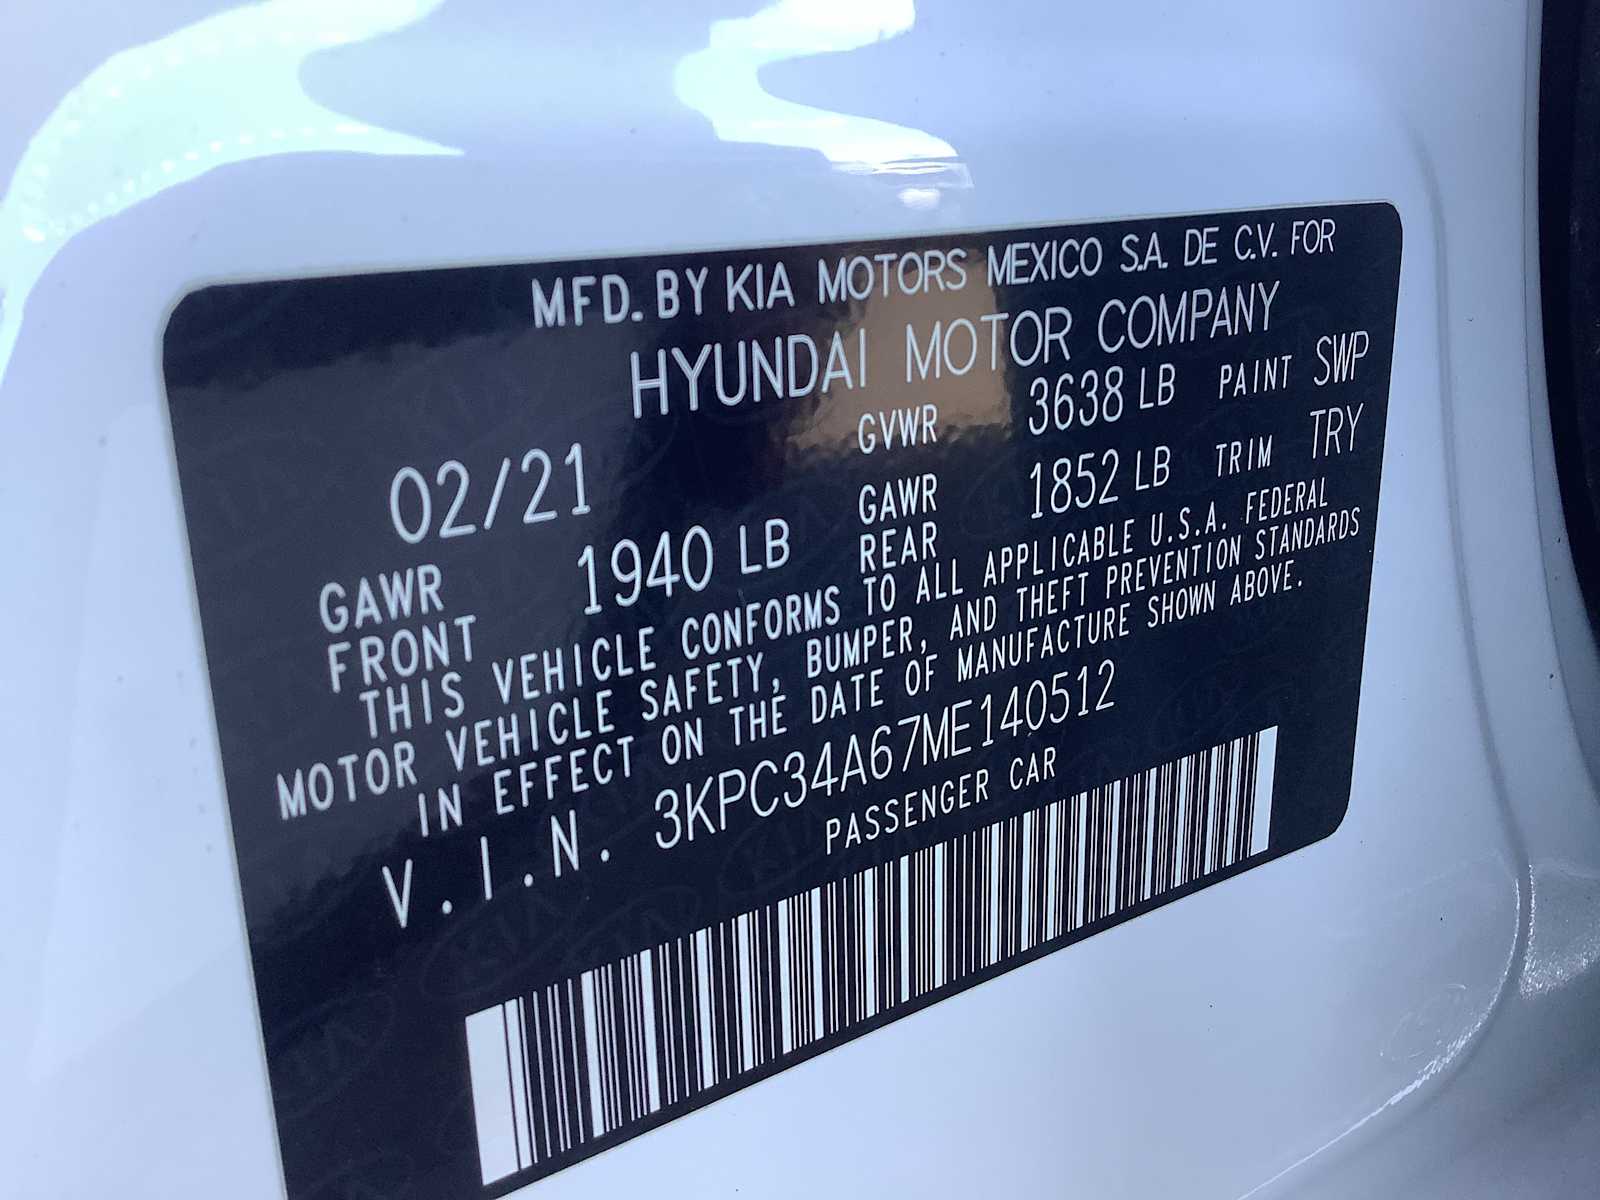 MFD. BY KIA MOTORS MEXICO S.A. DE C.V. FOR
HYUNDAI MOTOR COMPANY
02/21 GVWR 3638 LB PAINT SWP
GAWR FRONT 1940 LB GAWR REAR 1852 LB TRIM TRY
THIS VEHICLE CONFORMS TO ALL APPLICABLE U.S.A. FEDERAL
MOTOR VEHICLE SAFETY, BUMPER, AND THEFT PREVENTION STANDARDS
IN EFFECT ON THE DATE OF MANUFACTURE SHOWN ABOVE.
V.I.N. 3KPC34A67ME140512
PASSENGER CAR